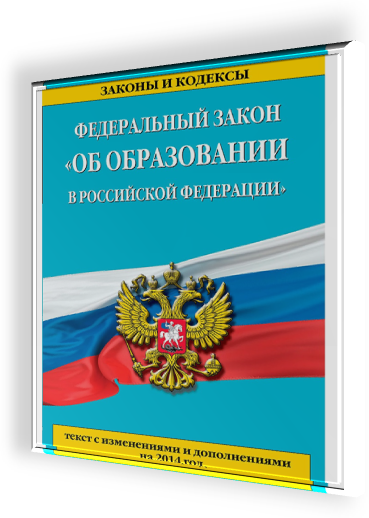 ЗАКОНЫ И КОДЕКСЫ
ФЕДЕРАЛЬНЫЙ ЗАКОН
«ОБ ОБРАЗОВАНИИ
В РОССИЙСКОЙ ФЕДЕРАЦИИ»
текст с изменениями и дополнениями
на 2014 год